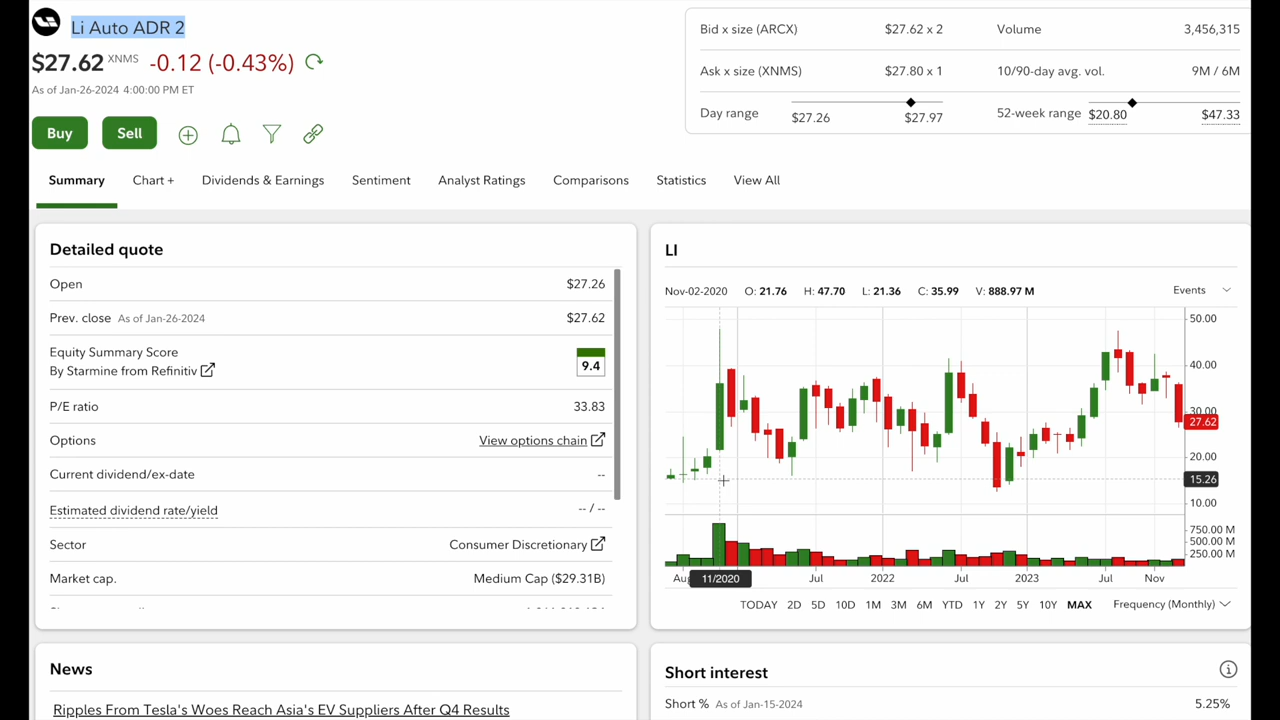 Li Auto ADR 2
$27.62 XNMS -0.12 (-0.43%)
As of Jan-26-2024 4:00:00 PM ET
Buy Sell
Bid x size (ARCX) $27.62 x 2 Volume 3,456,315
Ask x size (XNMS) $27.80 x 1 10/90-day avg. vol. 9M / 6M
Day range $27.26 $27.97 52-week range $20.80 $47.33
Summary Chart + Dividends & Earnings Sentiment Analyst Ratings Comparisons Statistics View All
Detailed quote
Open $27.26
Prev. close As of Jan-26-2024 $27.62
Equity Summary Score
By Starmine from Refinitiv 9.4
P/E ratio 33.83
Options View options chain
Current dividend/ex-date --
Estimated dividend rate/yield -- / --
Sector Consumer Discretionary
Market cap. Medium Cap ($29.31B)
LI
Nov-02-2020 O: 21.76 H: 47.70 L: 21.36 C: 35.99 V: 888.97 M Events
50.00
40.00
30.00
27.62
20.00
15.26
10.00
750.00 M
500.00 M
250.00 M
11/2020 Jul 2022 Jul 2023 Jul Nov
TODAY 2D 5D 10D 1M 3M 6M YTD 1Y 2Y 5Y 10Y MAX Frequency (Monthly)
News
Ripples From Tesla's Woes Reach Asia's EV Suppliers After Q4 Results
Short interest
Short % As of Jan-15-2024 5.25%